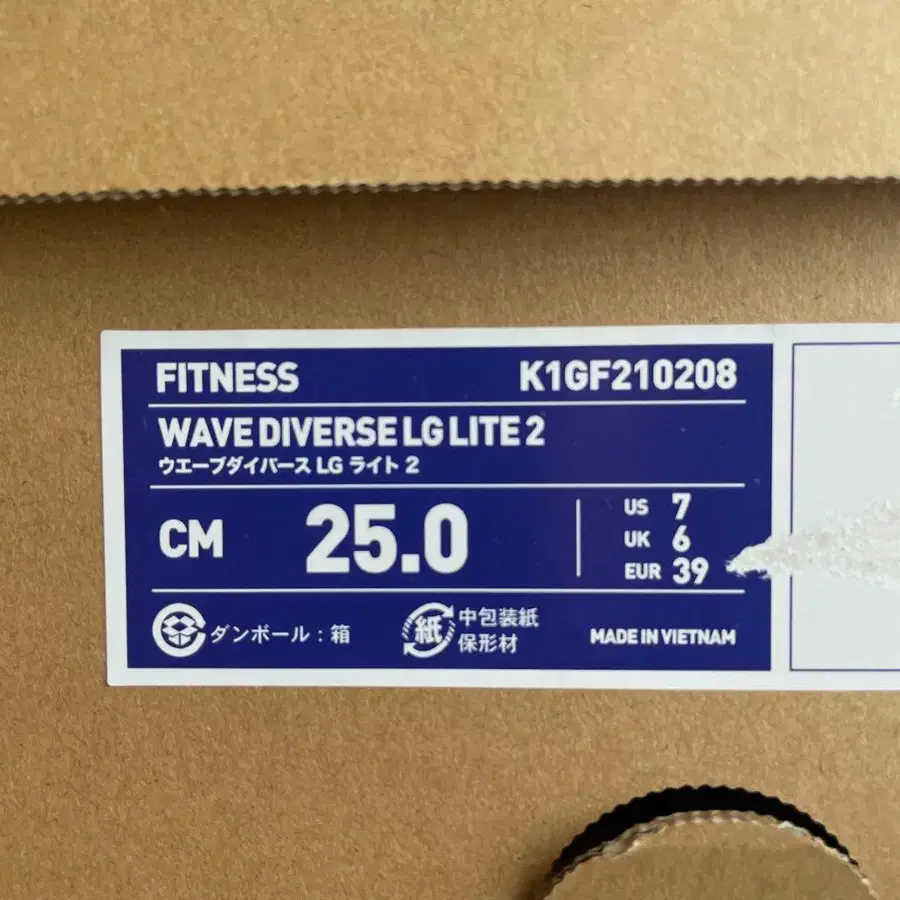 FITNESS K1GF210208
WAVE DIVERSE LG LITE 2
ウエーブダイバース LG ライト 2
CM 25.0
US 7
UK 6
EUR 39
ダンボール：箱
紙 中包装紙
保形材
MADE IN VIETNAM